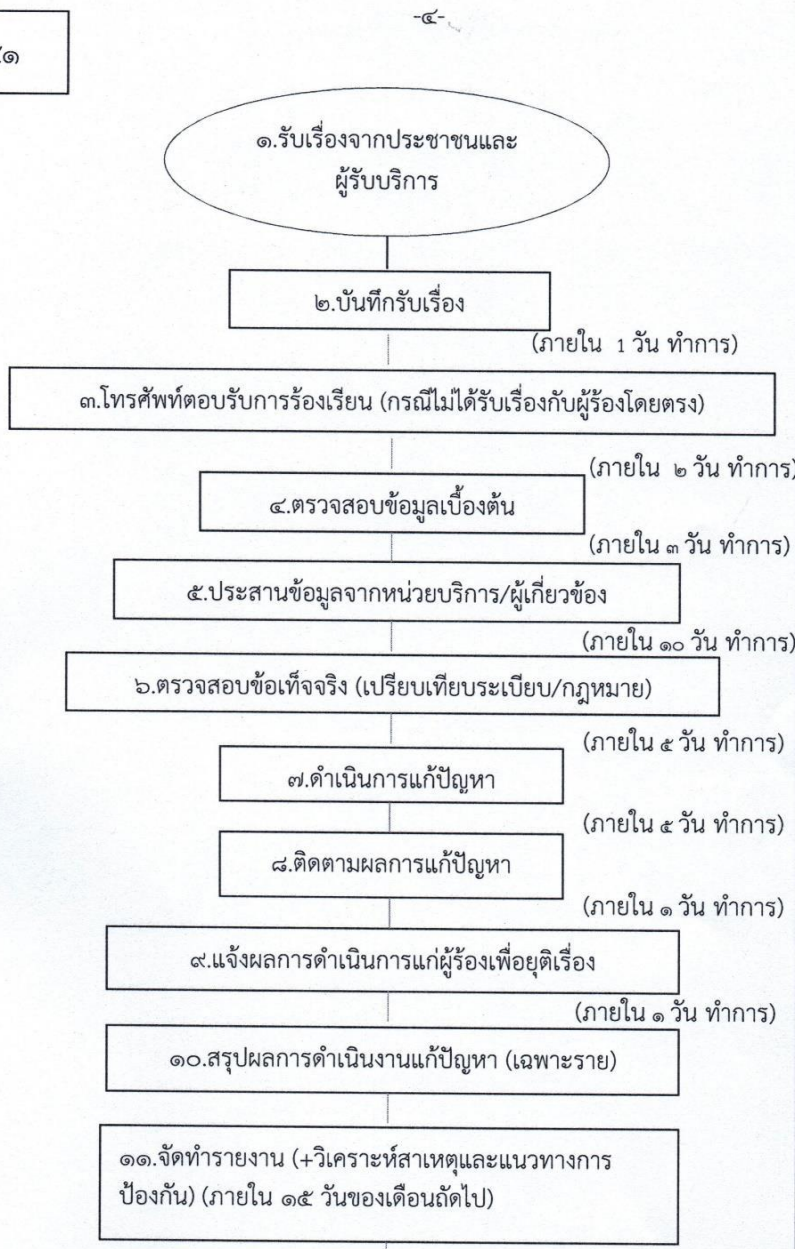 -๔-
๑
๑.รับเรื่องจากประชาชนและ
ผู้รับบริการ
๒.บันทึกรับเรื่อง
(ภายใน 1 วัน ทำการ)
๓.โทรศัพท์ตอบรับการร้องเรียน (กรณีไม่ได้รับเรื่องกับผู้ร้องโดยตรง)
(ภายใน ๒ วัน ทำการ)
๔.ตรวจสอบข้อมูลเบื้องต้น
(ภายใน ๓ วัน ทำการ)
๕.ประสานข้อมูลจากหน่วยบริการ/ผู้เกี่ยวข้อง
(ภายใน ๑๐ วัน ทำการ)
๖.ตรวจสอบข้อเท็จจริง (เปรียบเทียบระเบียบ/กฎหมาย)
(ภายใน ๕ วัน ทำการ)
๗.ดำเนินการแก้ปัญหา
(ภายใน ๕ วัน ทำการ)
๘.ติดตามผลการแก้ปัญหา
(ภายใน ๑ วัน ทำการ)
๙.แจ้งผลการดำเนินการแก่ผู้ร้องเพื่อยุติเรื่อง
(ภายใน ๑ วัน ทำการ)
๑๐.สรุปผลการดำเนินงานแก้ปัญหา (เฉพาะราย)
๑๑.จัดทำรายงาน (+วิเคราะห์สาเหตุและแนวทางการ
ป้องกัน) (ภายใน ๑๕ วันของเดือนถัดไป)